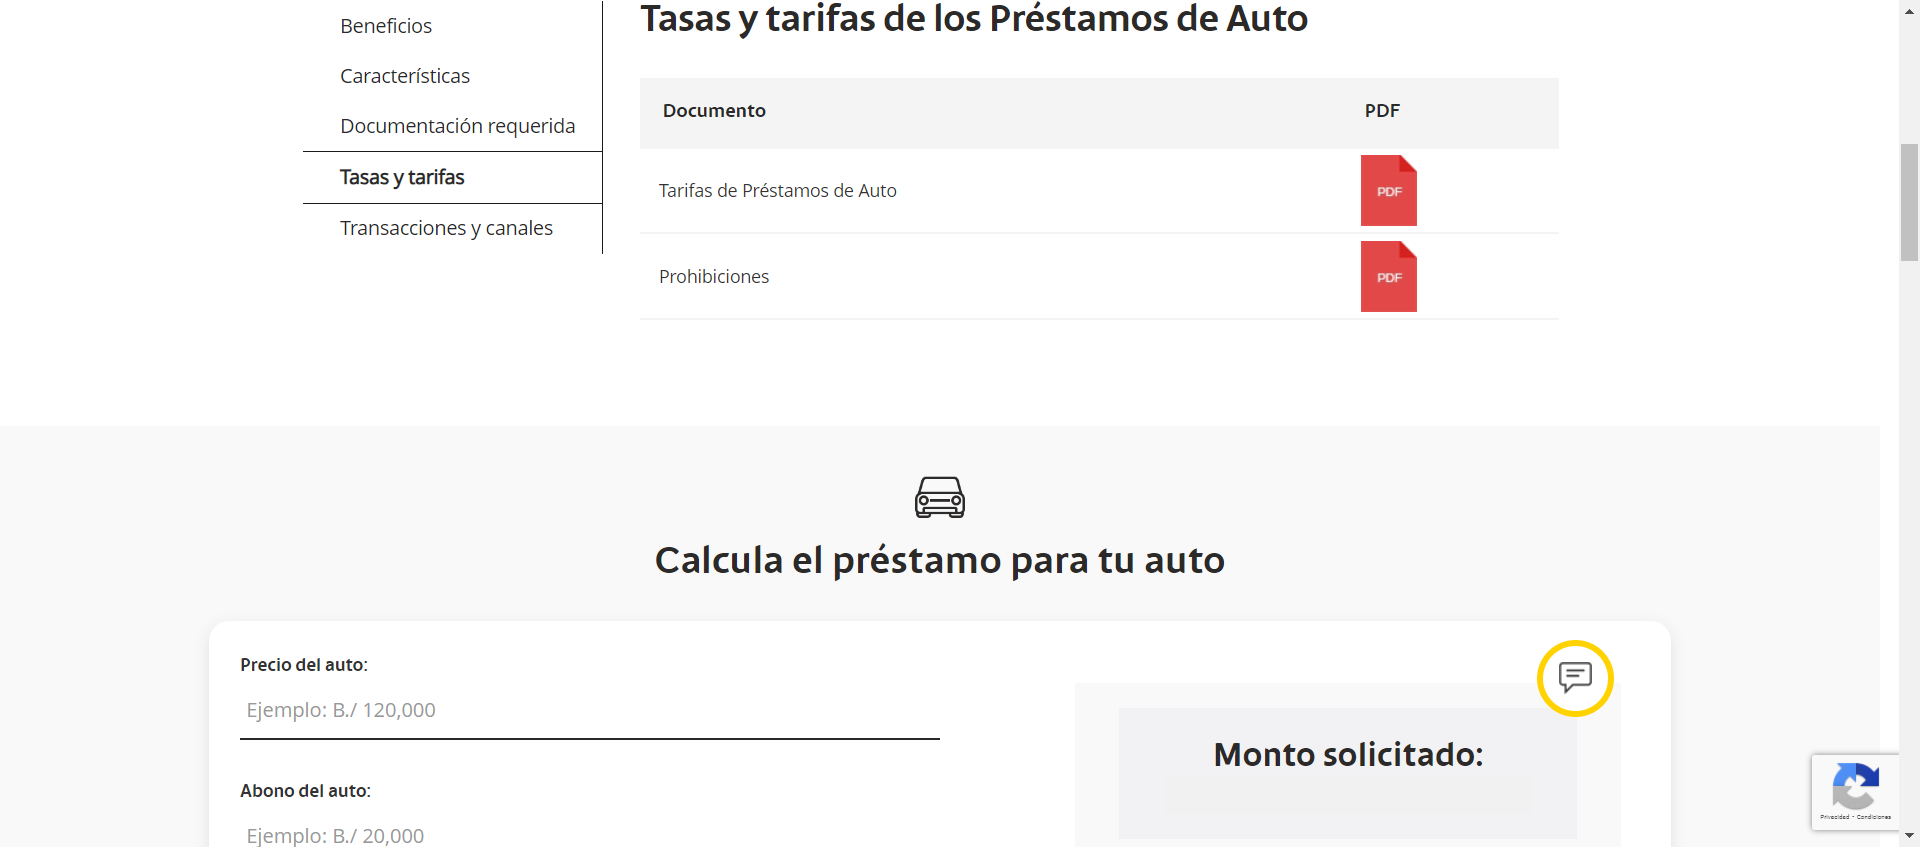 Beneficios
Características
Documentación requerida
Tasas y tarifas
Transacciones y canales
Tasas y tarifas de los Préstamos de Auto
Documento PDF
Tarifas de Préstamos de Auto PDF
Prohibiciones PDF
Calcula el préstamo para tu auto
Precio del auto:
Ejemplo: B./ 120,000
Abono del auto:
Ejemplo: B./ 20,000
Monto solicitado:
Privacidad - Condiciones